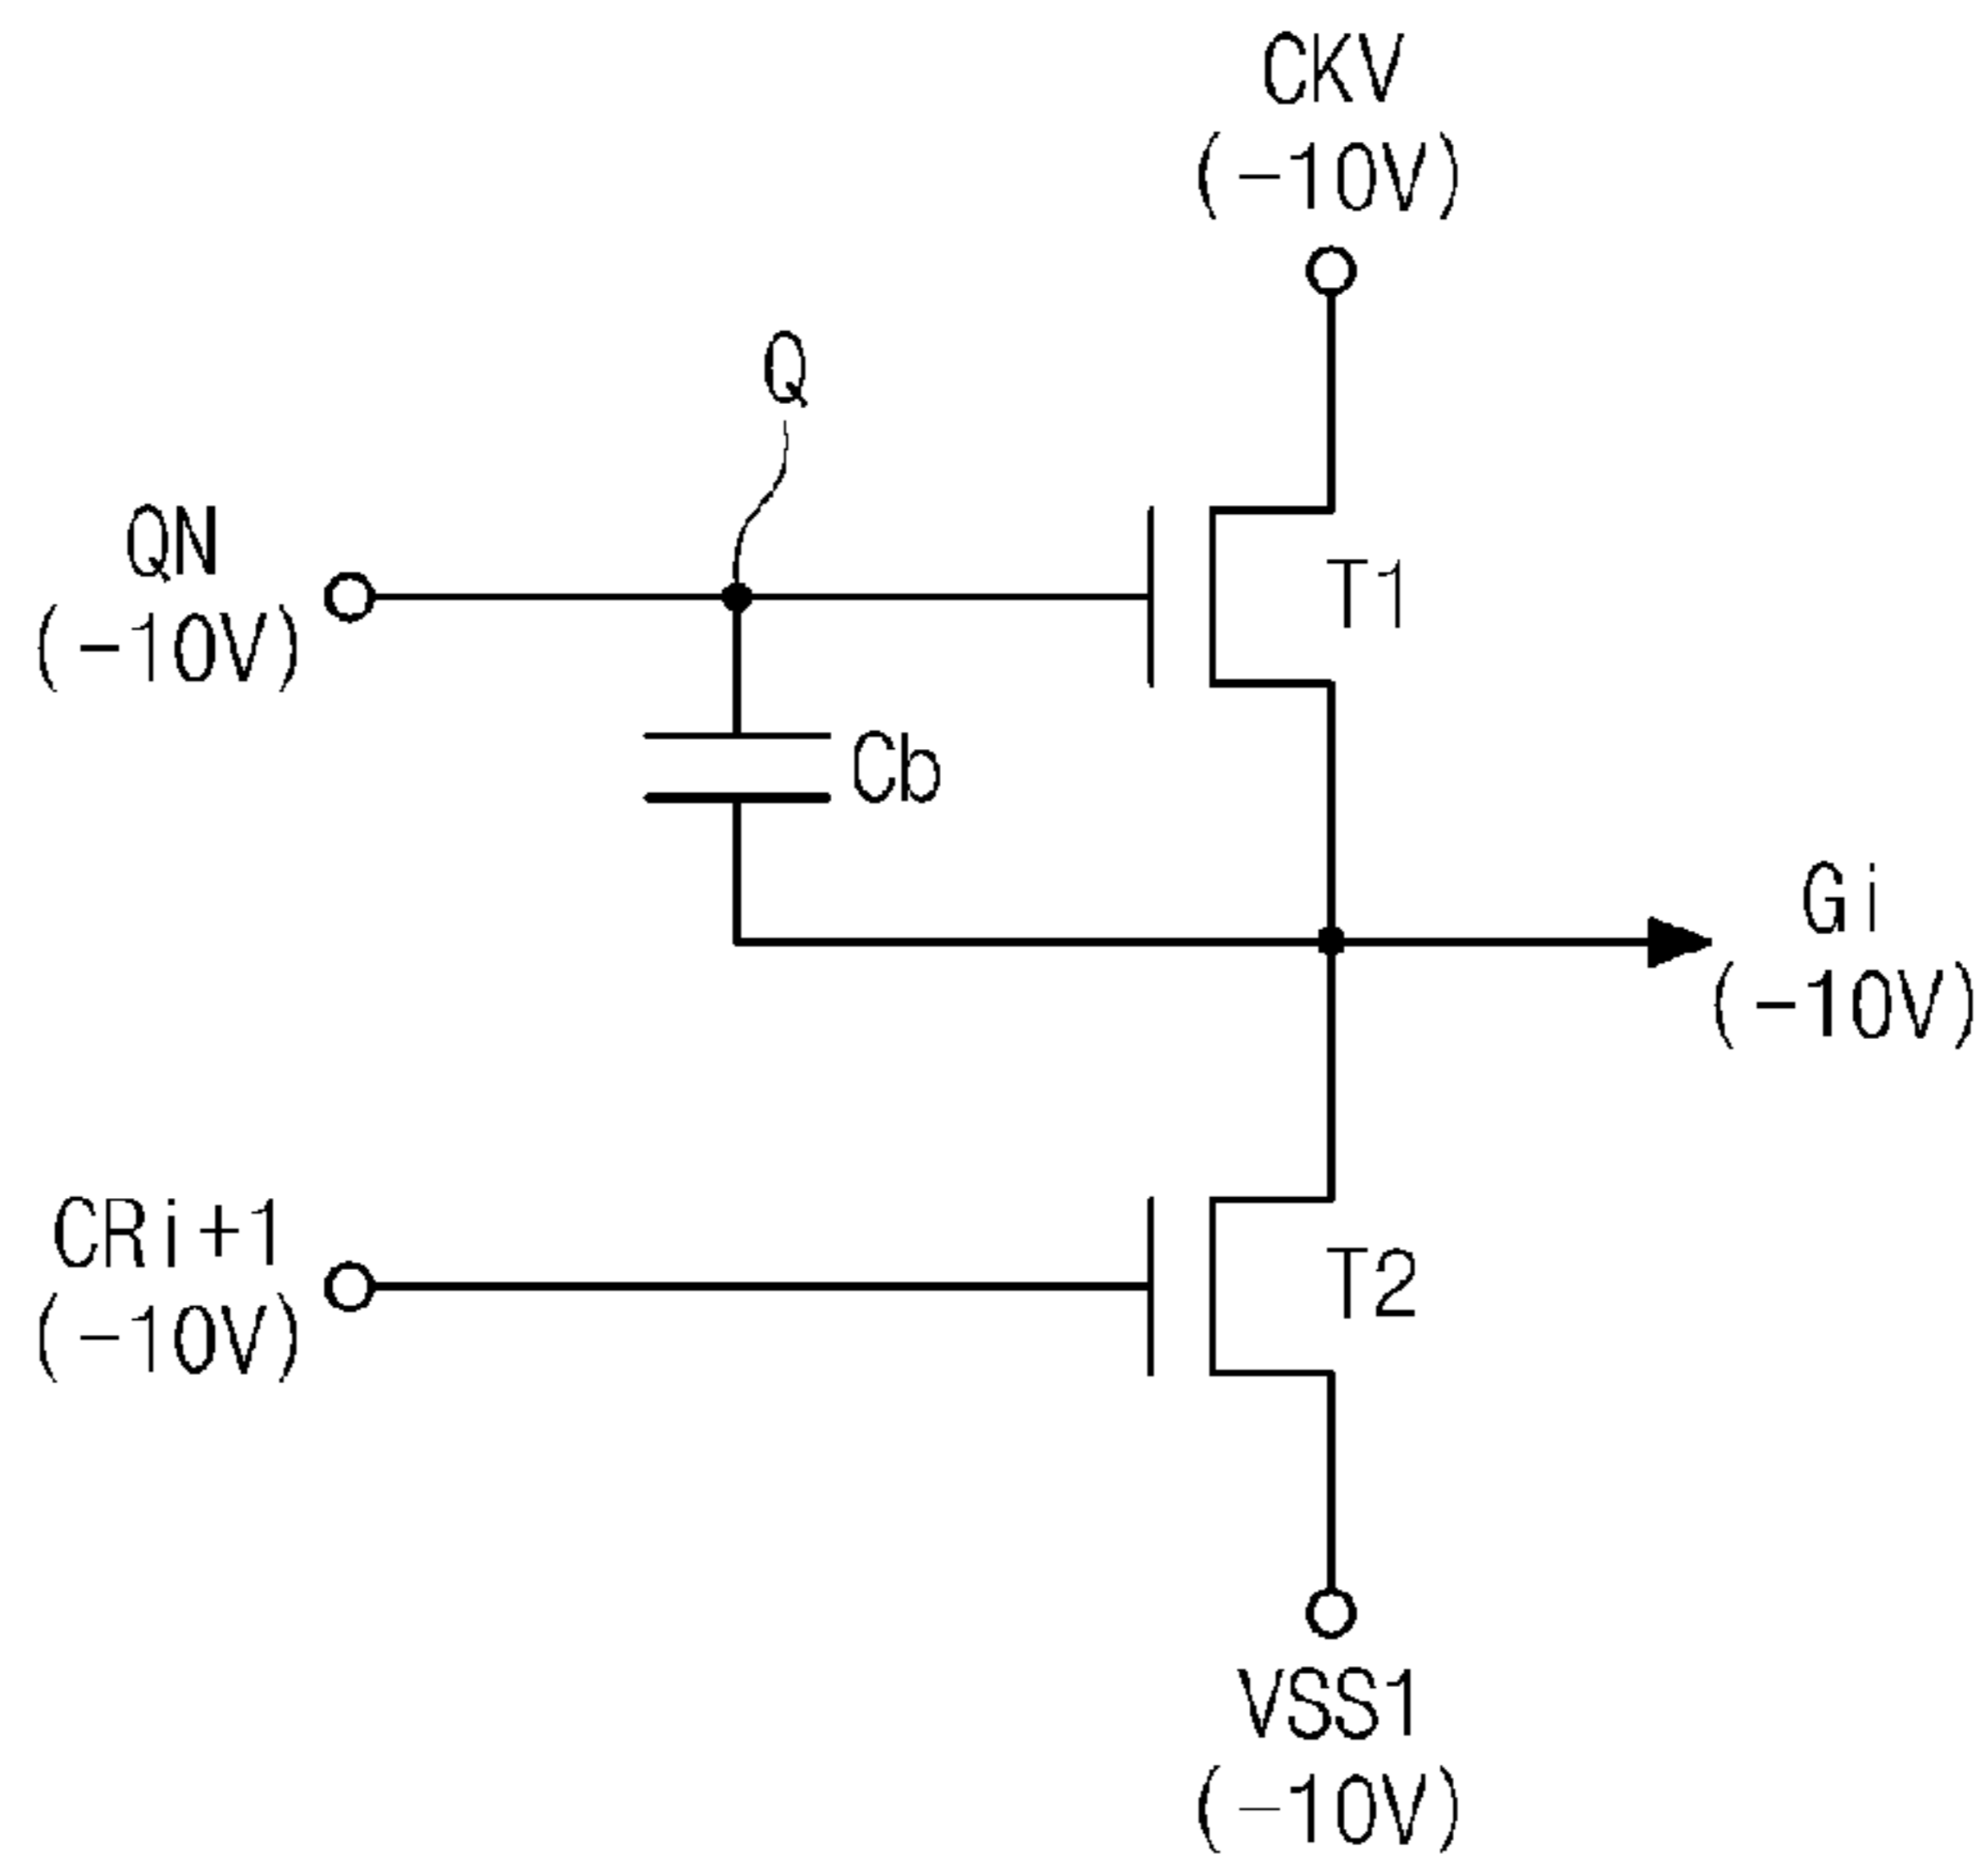 CKV
(-10V)
Q
QN
(-10V)
T1
Cb
Gi
(-10V)
CRi+1
(-10V)
T2
VSS1
(-10V)